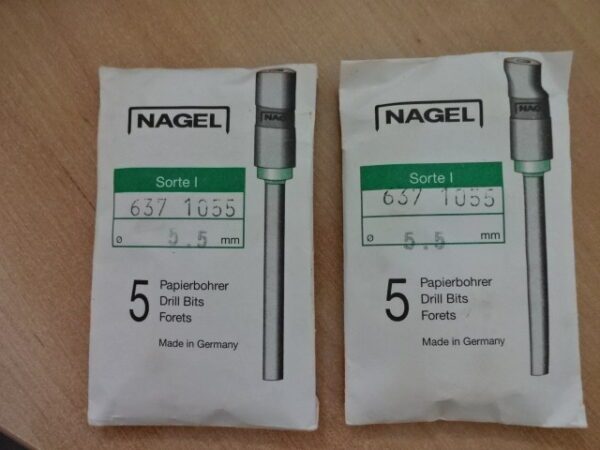 NAGEL
NAGEL
Sorte I
637 1055
ø 5.5 mm
5 Papierbohrer
Drill Bits
Forets
Made in Germany
NAGEL
NAGEL
Sorte I
637 1055
ø 5.5 mm
5 Papierbohrer
Drill Bits
Forets
Made in Germany